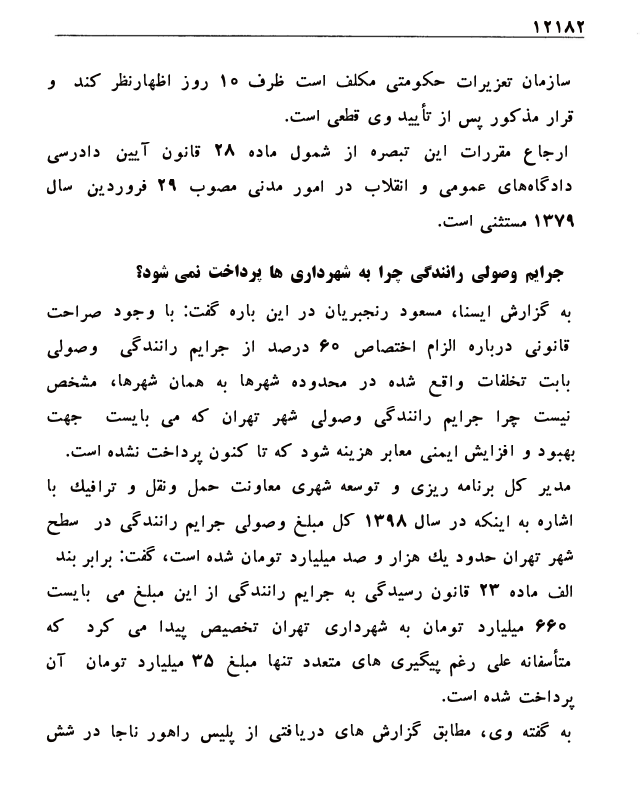 ۱۲۱۸۲
سازمان تعزیرات حکومتی مکلف است ظرف ۱۵ روز اظهارنظر کند و
قرار مذکور پس از تأیید وی قطعی است.
ارجاع مقررات این تبصره از شمول ماده ۲۸ قانون آیین دادرسی
دادگاه‌های عمومی و انقلاب در امور مدنی مصوب ۲۹ فروردین سال
۱۳۷۹ مستثنی است.
جرایم وصولی رانندگی چرا به شهرداری ها پرداخت نمی شود؟
به گزارش ایسنا، مسعود رنجبریان در این باره گفت: با وجود صراحت
قانونی درباره الزام اختصاص ۶۰ درصد از جرایم رانندگی وصولی
بابت تخلفات واقع شده در محدوده شهرها به همان شهرها، مشخص
نیست چرا جرایم رانندگی وصولی شهر تهران که می بایست جهت
بهبود و افزایش ایمنی معابر هزینه شود که تا کنون پرداخت نشده است.
مدیر کل برنامه ریزی و توسعه شهری معاونت حمل ونقل و ترافیك با
اشاره به اینکه در سال ۱۳۹۸ کل مبلغ وصولی جرایم رانندگی در سطح
شهر تهران حدود یك هزار و صد میلیارد تومان شده است، گفت: برابر بند
الف ماده ۲۳ قانون رسیدگی به جرایم رانندگی از این مبلغ می بایست
۶۶۰ میلیارد تومان به شهرداری تهران تخصیص پیدا می کرد که
متأسفانه علی رغم پیگیری های متعدد تنها مبلغ ۳۵ میلیارد تومان آن
پرداخت شده است.
به گفته وی، مطابق گزارش های دریافتی از پلیس راهور ناجا در شش